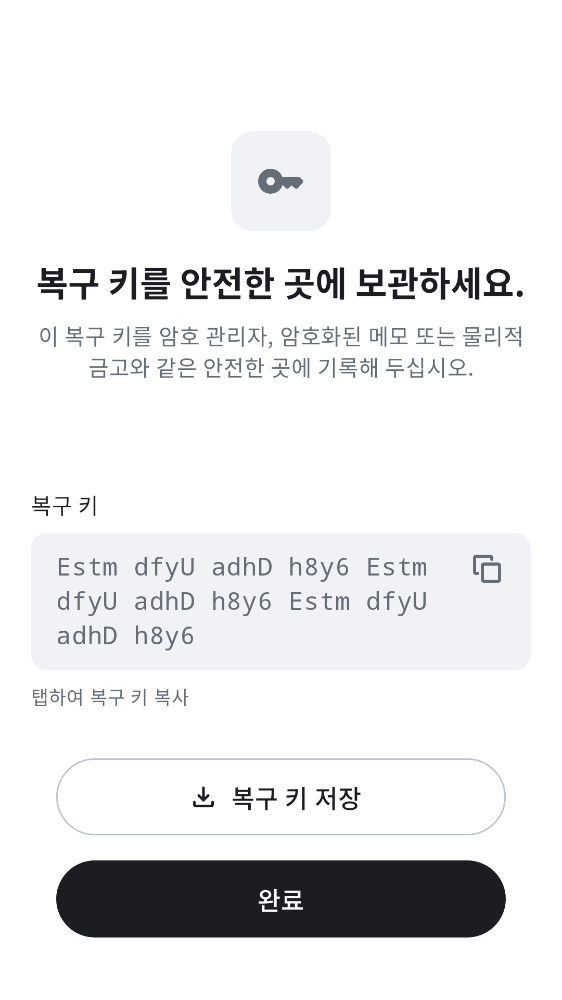 복구 키를 안전한 곳에 보관하세요.
이 복구 키를 암호 관리자, 암호화된 메모 또는 물리적
금고와 같은 안전한 곳에 기록해 두십시오.
복구 키
Estm dfyU adhD h8y6 Estm
dfyU adhD h8y6 Estm dfyU
adhD h8y6
탭하여 복구 키 복사
복구 키 저장
완료